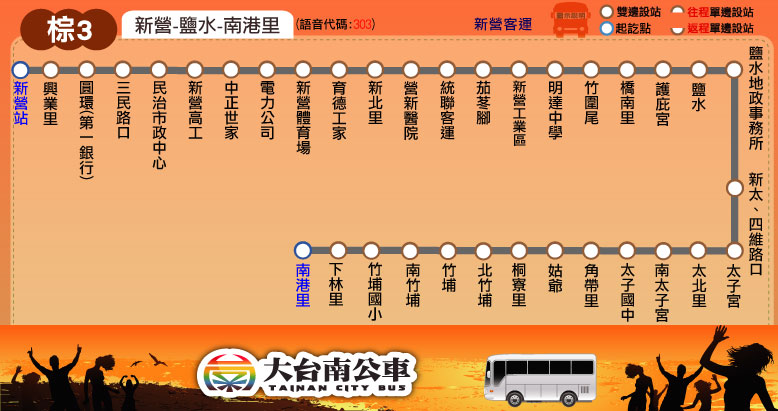 棕3
新營-鹽水-南港里
(語音代碼:303)
新營客運
雙邊設站
往程單邊設站
起訖點
返程單邊設站
新營站
興業里
圓環(第一銀行)
三民路口
民治市政中心
新營高工
中正世家
電力公司
新營體育場
育德工家
新北里
營新醫院
統聯客運
茄苳腳
新營工業區
明達中學
竹圍尾
橋南里
護庇宮
鹽水
鹽水地政事務所
新太、四維路口
太子宮
太北里
南太子宮
太子國中
角帶里
姑爺
桐寮里
北竹埔
竹埔
南竹埔
竹埔國小
下林里
南港里
大台南公車
TAINAN CITY BUS